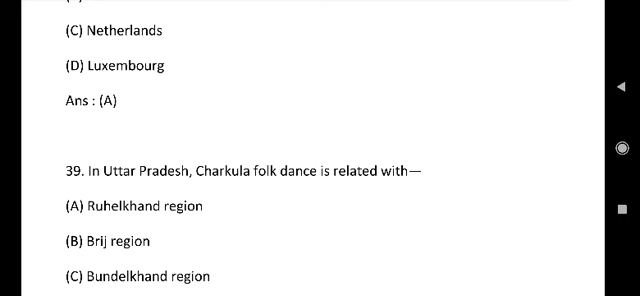 (C) Netherlands
(D) Luxembourg
Ans : (A)
39. In Uttar Pradesh, Charkula folk dance is related with—
(A) Ruhelkhand region
(B) Brij region
(C) Bundelkhand region